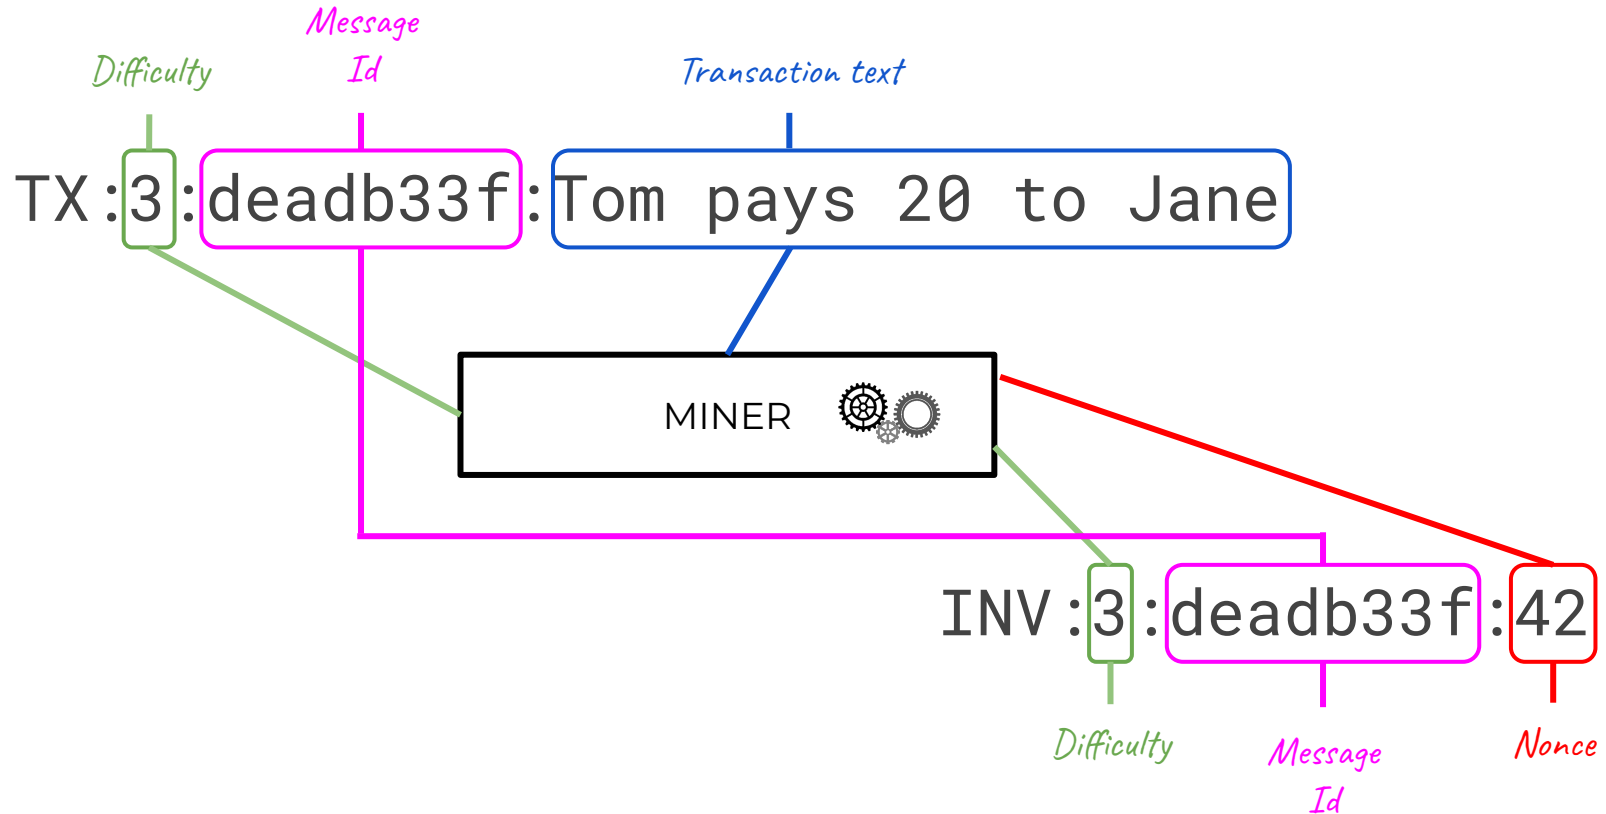 Message
Id
Difficulty
Transaction text
TX:3:deadb33f:Tom pays 20 to Jane
MINER
INV:3:deadb33f:42
Difficulty
Message
Id
Nonce